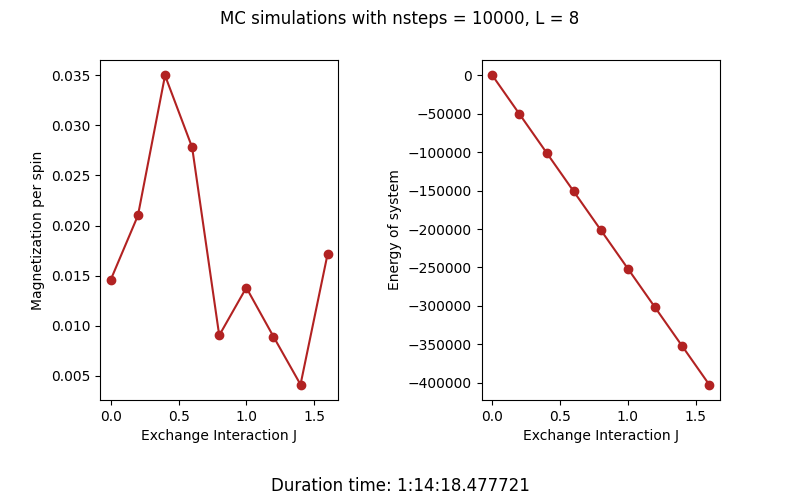 MC simulations with nsteps = 10000, L = 8
0.035
0.030
0.025
0.020
0.015
0.010
0.005
Magnetization per spin
0.0 0.5 1.0 1.5
Exchange Interaction J
0
−50000
−100000
−150000
−200000
−250000
−300000
−350000
−400000
Energy of system
0.0 0.5 1.0 1.5
Exchange Interaction J
Duration time: 1:14:18.477721